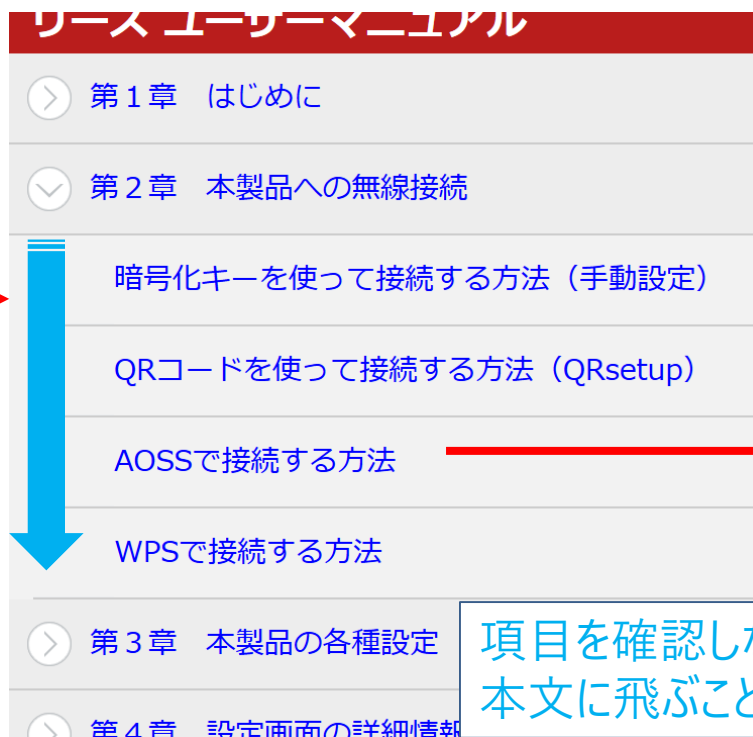 リーズ ユーザーマニュアル
第１章　はじめに
第２章　本製品への無線接続
暗号化キーを使って接続する方法（手動設定）
QRコードを使って接続する方法（QRsetup）
AOSSで接続する方法
WPSで接続する方法
第３章　本製品の各種設定
項目を確認し
本文に飛ぶこと
第４章　設定画面の詳細情報